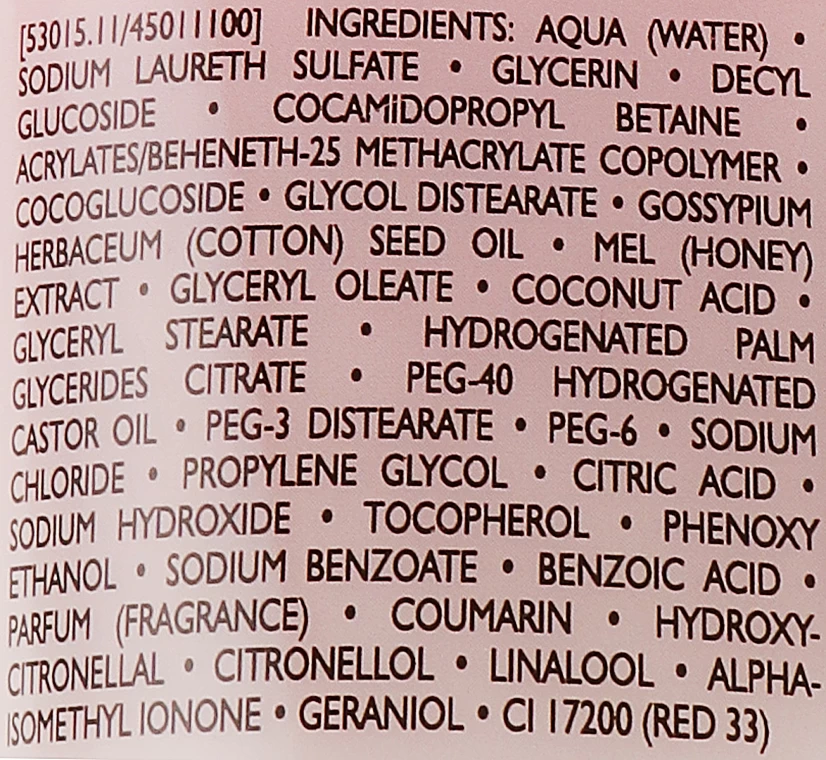 [53015.11/45011100] INGREDIENTS: AQUA (WATER) •
SODIUM LAURETH SULFATE • GLYCERIN • DECYL
GLUCOSIDE • COCAMiDOPROPYL BETAINE •
ACRYLATES/BEHENETH-25 METHACRYLATE COPOLYMER •
COCOGLUCOSIDE • GLYCOL DISTEARATE • GOSSYPIUM
HERBACEUM (COTTON) SEED OIL • MEL (HONEY)
EXTRACT • GLYCERYL OLEATE • COCONUT ACID •
GLYCERYL STEARATE • HYDROGENATED PALM
GLYCERIDES CITRATE • PEG-40 HYDROGENATED
CASTOR OIL • PEG-3 DISTEARATE • PEG-6 • SODIUM
CHLORIDE • PROPYLENE GLYCOL • CITRIC ACID •
SODIUM HYDROXIDE • TOCOPHEROL • PHENOXY
ETHANOL • SODIUM BENZOATE • BENZOIC ACID •
PARFUM (FRAGRANCE) • COUMARIN • HYDROXY-
CITRONELLAL • CITRONELLOL • LINALOOL • ALPHA-
ISOMETHYL IONONE • GERANIOL • CI 17200 (RED 33)